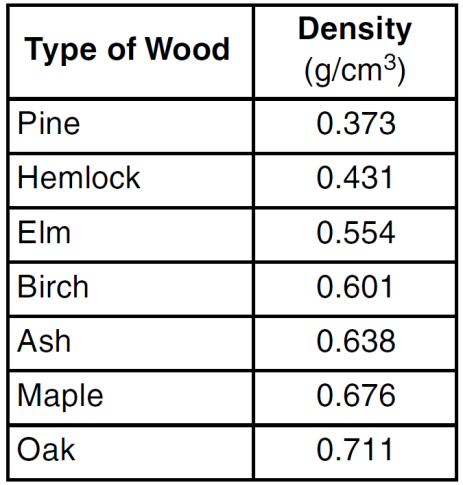 Type of Wood
Density
(g/cm³)
Pine
0.373
Hemlock
0.431
Elm
0.554
Birch
0.601
Ash
0.638
Maple
0.676
Oak
0.711